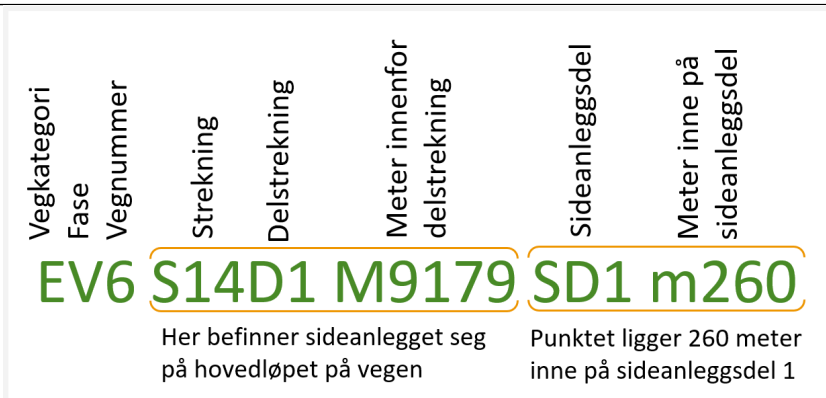 Vegkategori
Fase
Vegnummer
Strekning
Delstrekning
Meter innenfor
delstrekning
Sideanleggsdel
Meter inne på
sideanleggsdel
EV6 S14D1 M9179 SD1 m260
Her befinner sideanlegget seg
på hovedløpet på vegen
Punktet ligger 260 meter
inne på sideanleggsdel 1